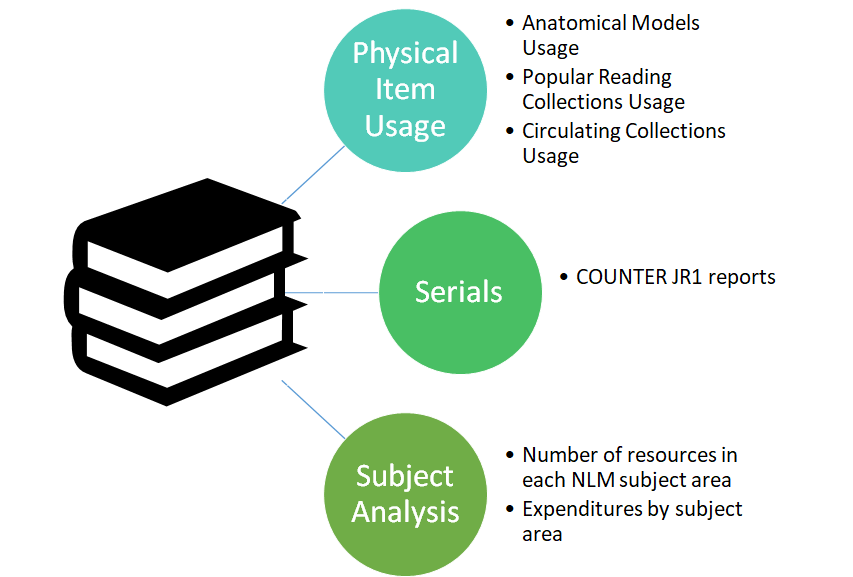 Physical
Item
Usage
• Anatomical Models
Usage
• Popular Reading
Collections Usage
• Circulating Collections
Usage
Serials
• COUNTER JR1 reports
Subject
Analysis
• Number of resources in
each NLM subject area
• Expenditures by subject
area